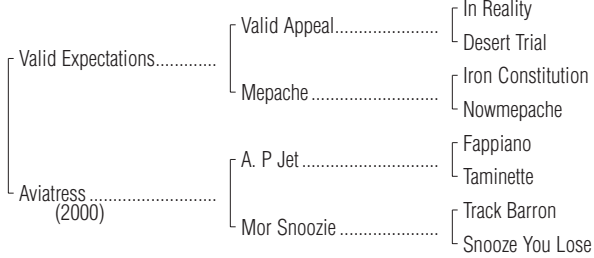 In Reality
Valid Appeal....................
Desert Trial
Valid Expectations.............
Iron Constitution
Mepache.........................
Nowmepache
Fappiano
A. P Jet...........................
Taminette
Aviatress...........................
(2000)
Track Barron
Mor Snoozie....................
Snooze You Lose